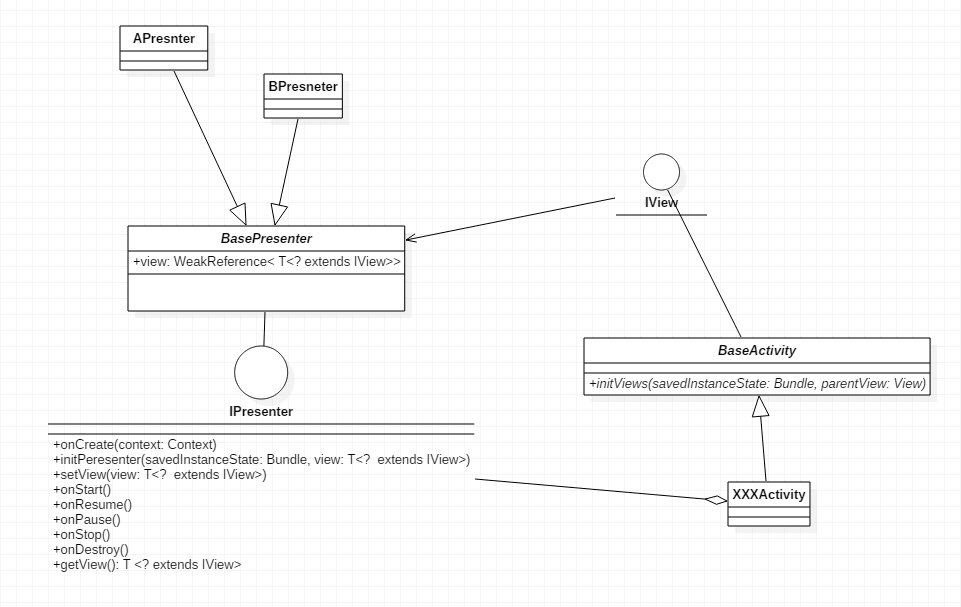 APresnter
BPresneter
IView
BasePresenter
+view: WeakReference< T<? extends IView>>
BaseActivity
+initViews(savedInstanceState: Bundle, parentView: View)
IPresenter
+onCreate(context: Context)
+initPeresenter(savedInstanceState: Bundle, view: T<? extends IView>)
+setView(view: T<? extends IView>)
+onStart()
+onResume()
+onPause()
+onStop()
+onDestroy()
+getView(): T <? extends IView>
XXXActivity